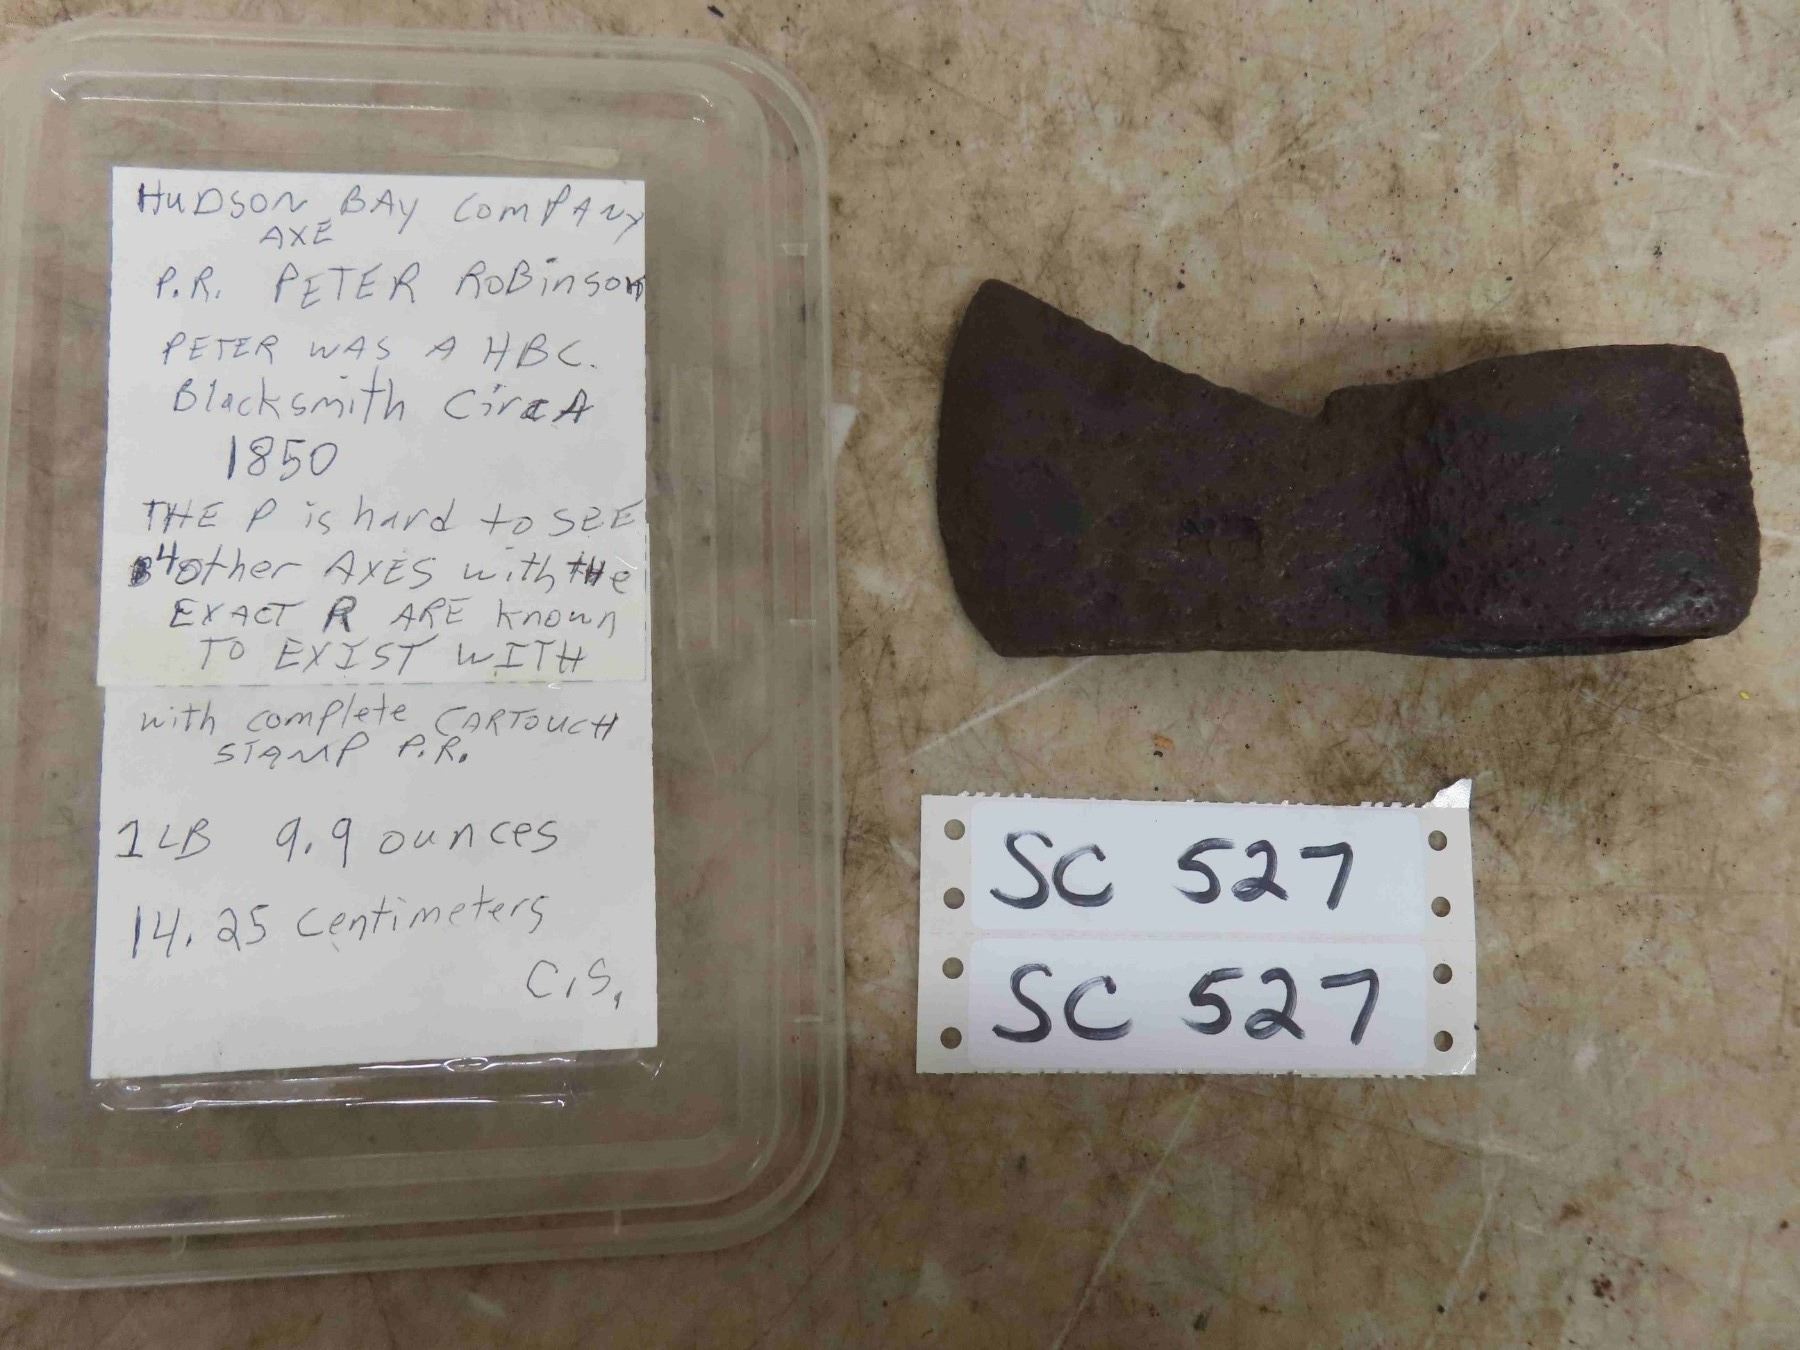 HUDSON BAY COMPANY
AXE
P.R. PETER ROBinson
PETER WAS A HBC.
Blacksmith CircA
1850
THE P is hard to SEE
4 other AXES with tHe
EXACT R ARE known
TO EXIST WITH
with complete CARTOUCH
STAMP P.R.
1 LB 9.9 ounces
14.25 centimeters
C.S.
SC 527
SC 527